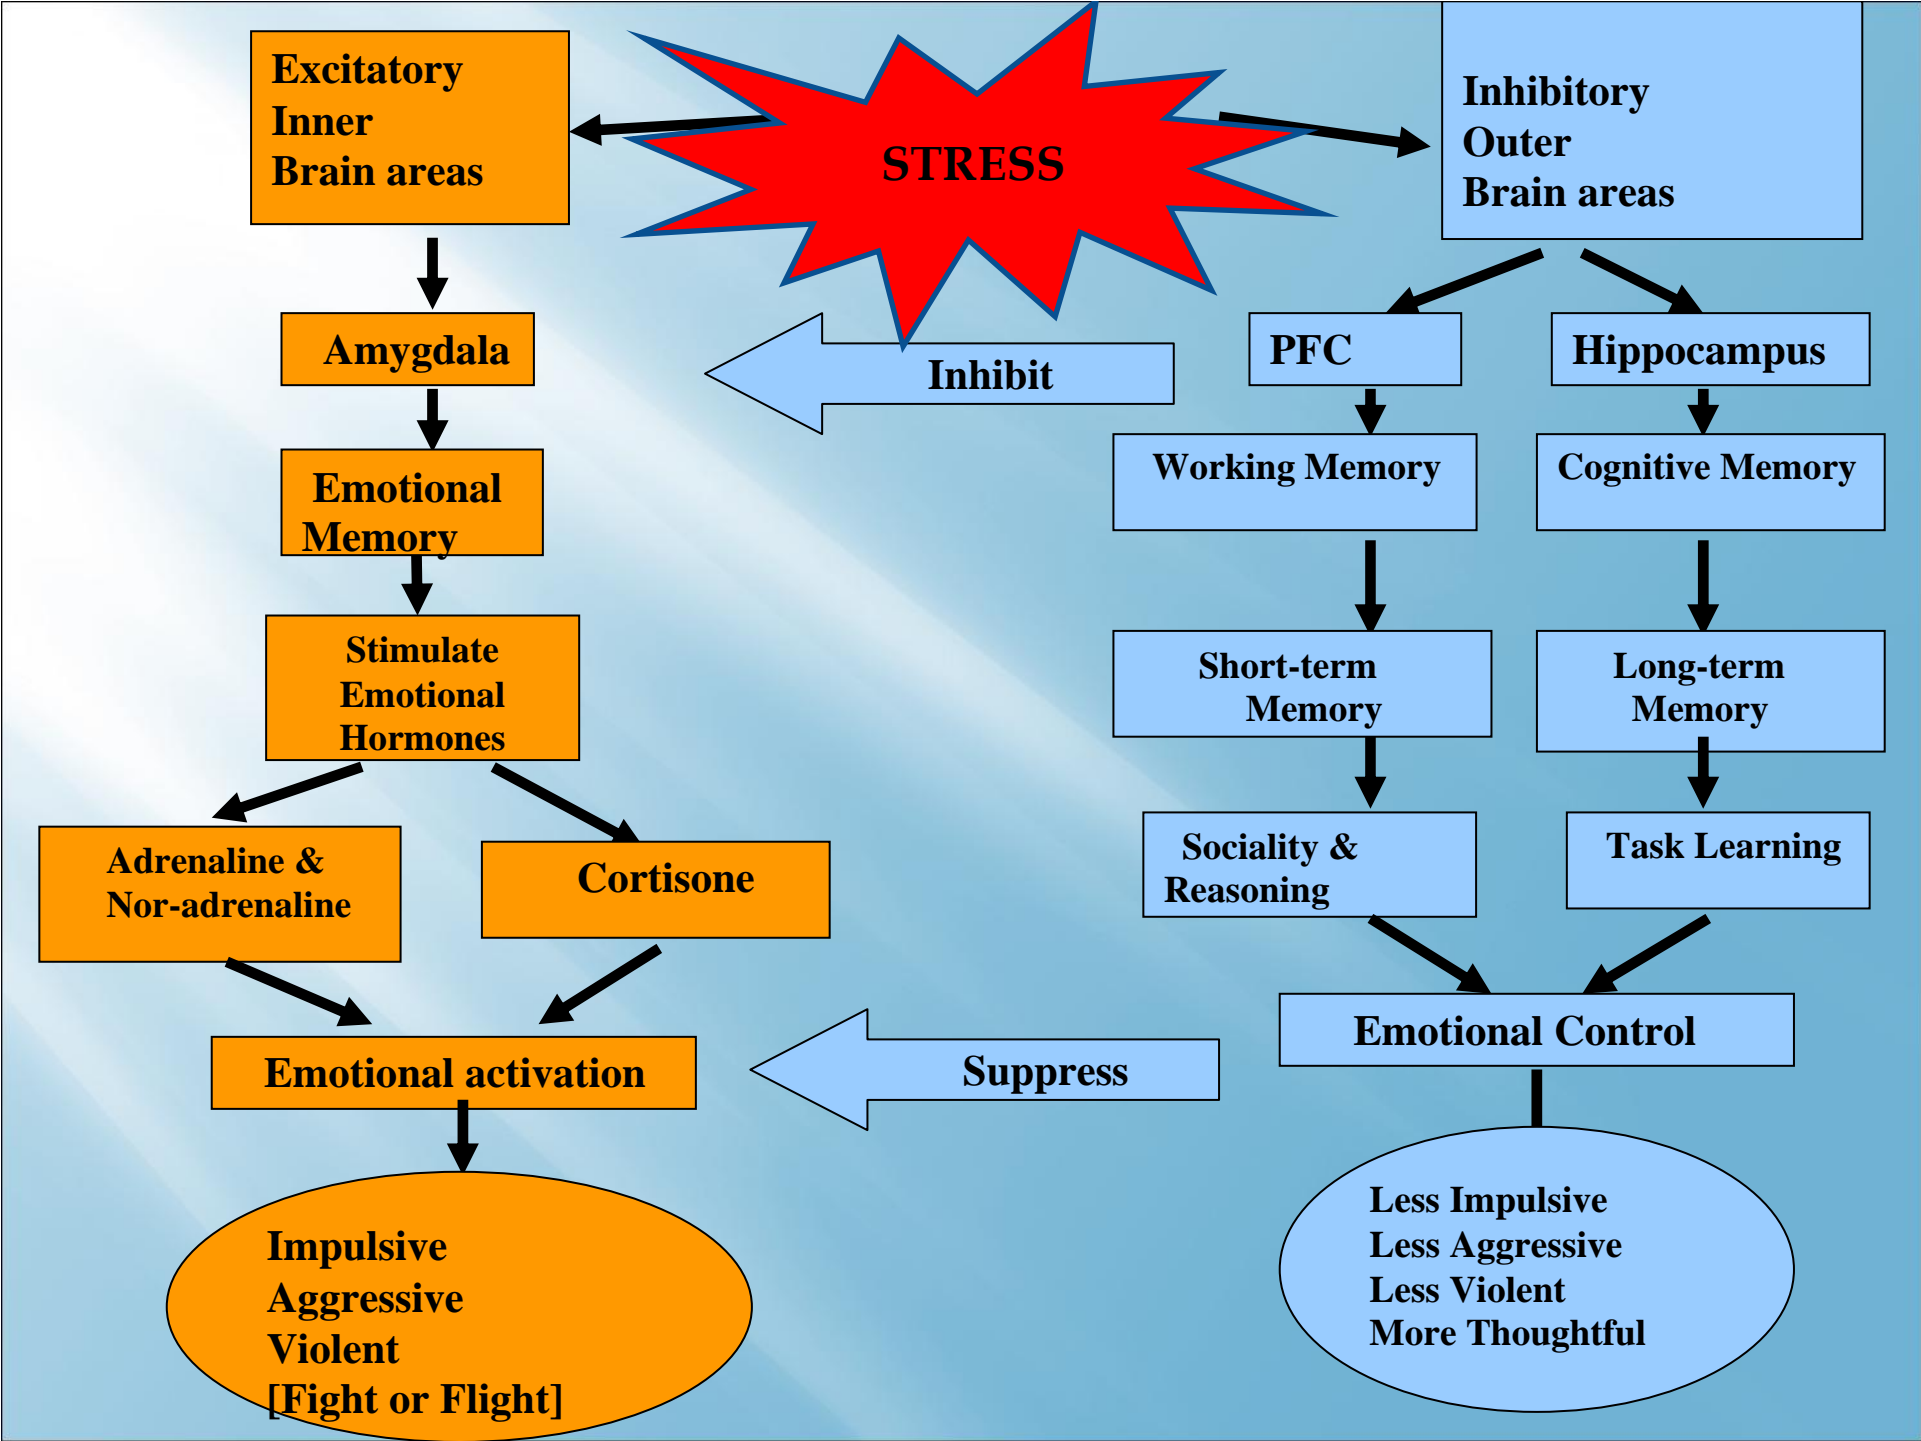 Excitatory
Inner
Brain areas
STRESS
Inhibitory
Outer
Brain areas
Amygdala
Inhibit
PFC
Hippocampus
Emotional
Memory
Working Memory
Cognitive Memory
Stimulate
Emotional
Hormones
Short-term
Memory
Long-term
Memory
Adrenaline &
Nor-adrenaline
Cortisone
Sociality &
Reasoning
Task Learning
Emotional activation
Suppress
Emotional Control
Impulsive
Aggressive
Violent
[Fight or Flight]
Less Impulsive
Less Aggressive
Less Violent
More Thoughtful